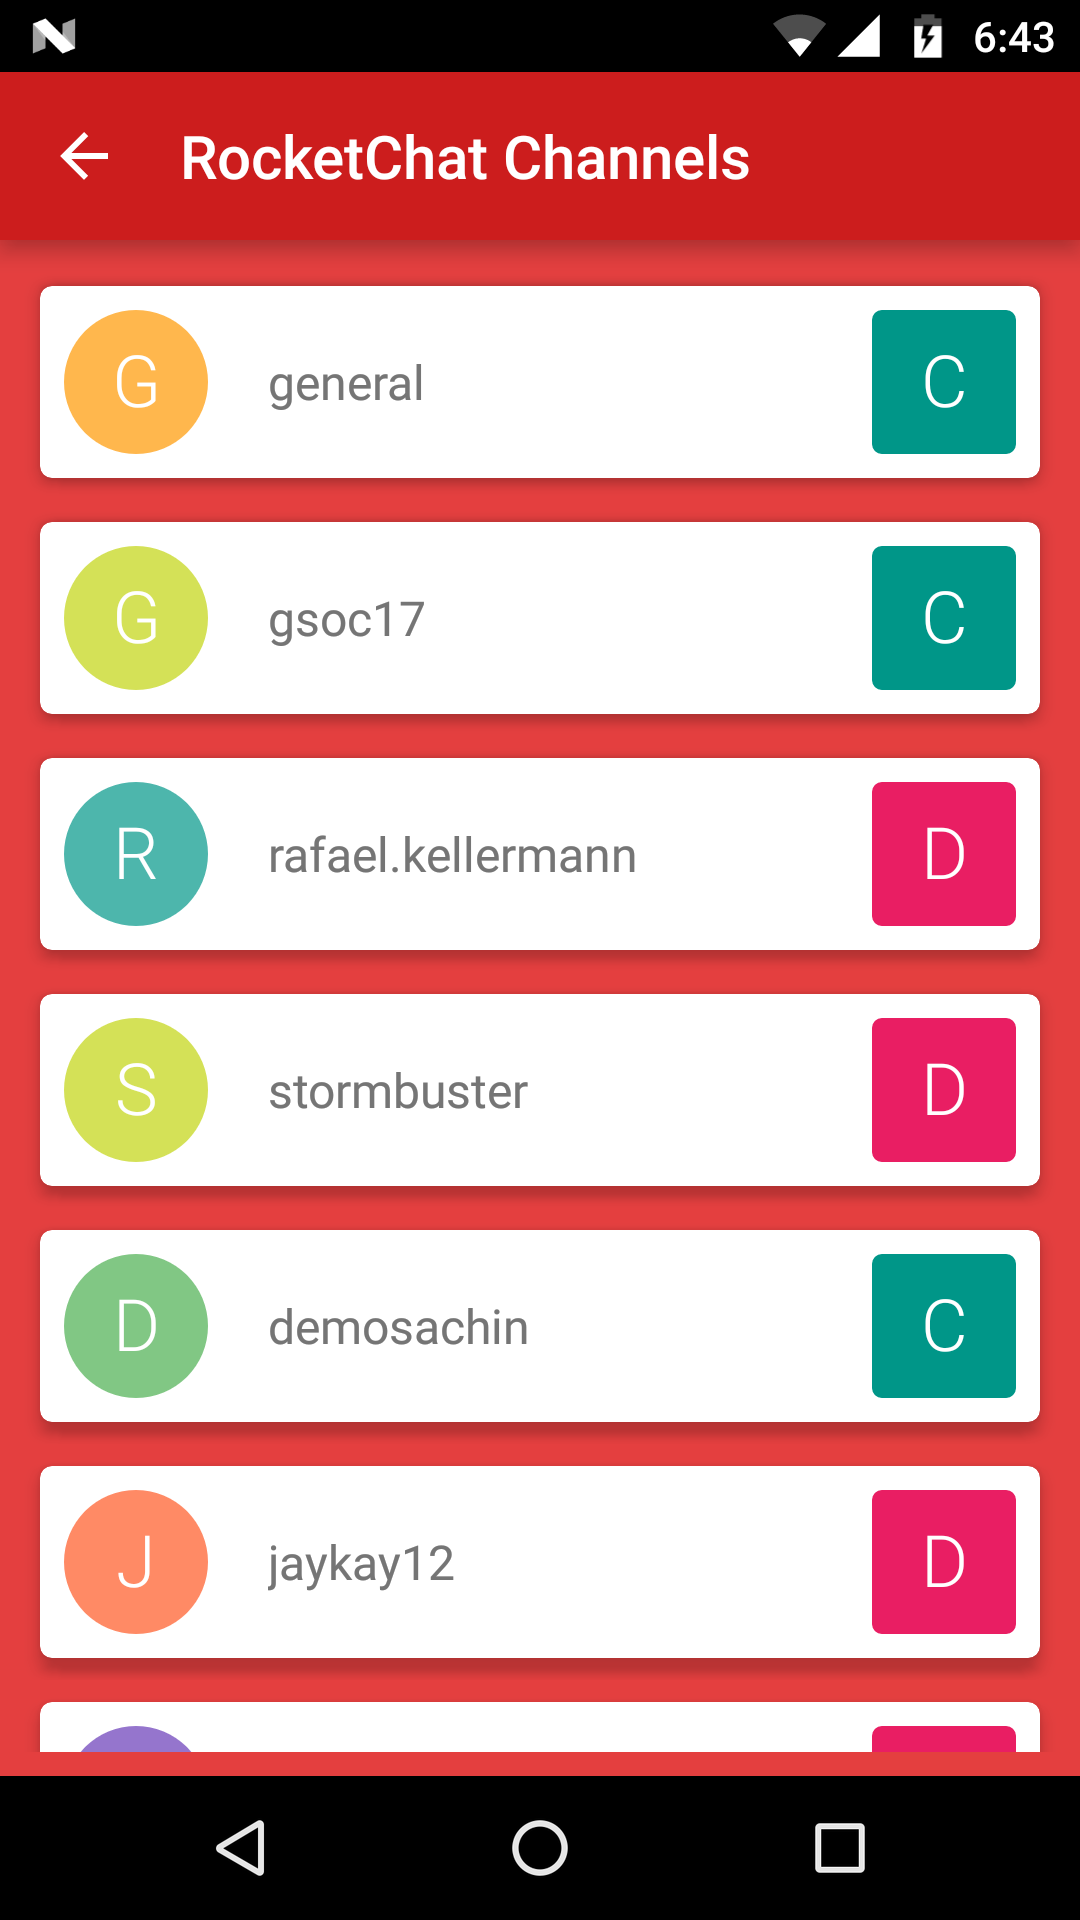 6:43
RocketChat Channels
G general C
G gsoc17 C
R rafael.kellermann D
S stormbuster D
D demosachin C
J jaykay12 D